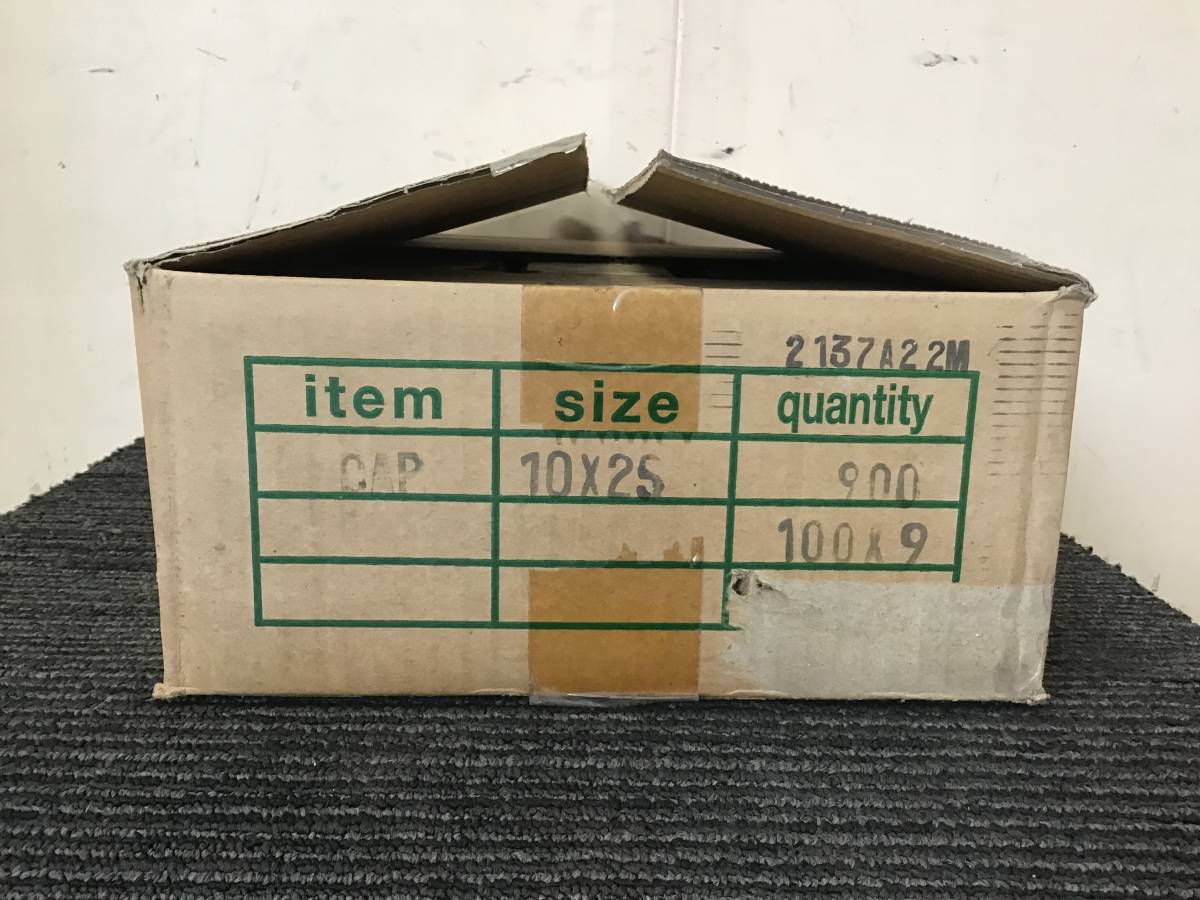 2137A22M
item size quantity
CAP 10X25 900
100X9